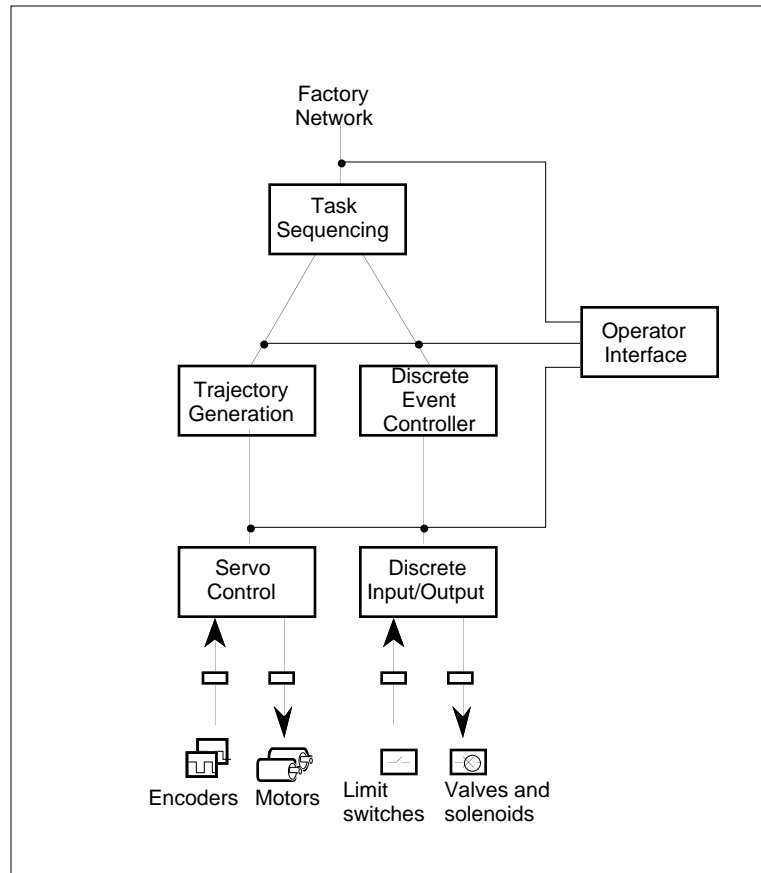 Factory
Network
Task
Sequencing
Operator
Interface
Trajectory
Generation
Discrete
Event
Controller
Servo
Control
Discrete
Input/Output
Encoders
Motors
Limit
switches
Valves and
solenoids